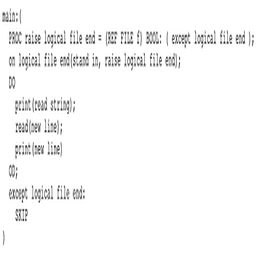 main:(
  PROC raise logical file end = (REF FILE f) BOOL: ( except logical file end );
  on logical file end(stand in, raise logical file end);
  DO
    print(read string);
    read(new line);
    print(new line)
  OD;
  except logical file end:
    SKIP
)